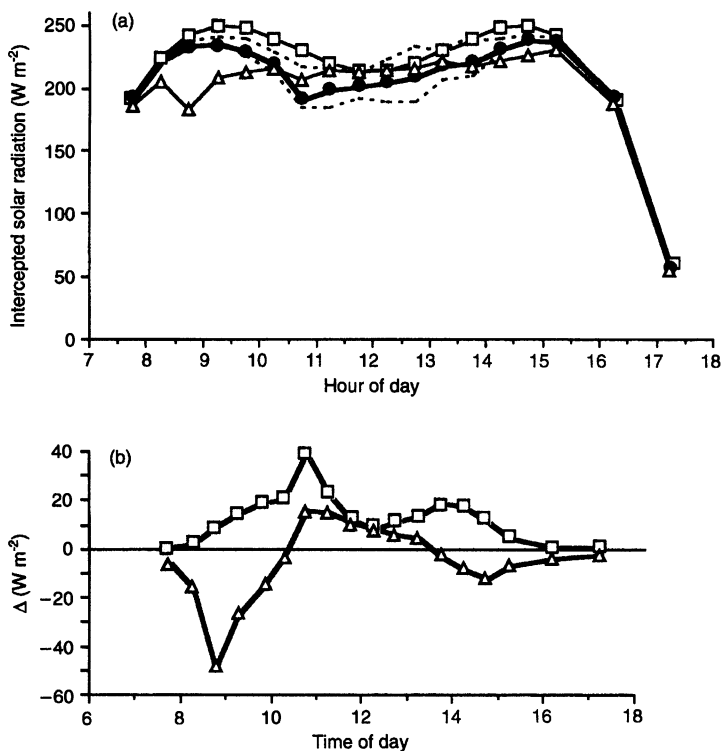 (a)
Intercepted solar radiation (W m-2)
250
200
150
100
50
0
7 8 9 10 11 12 13 14 15 16 17 18
Hour of day
(b)
Δ (W m-2)
40
20
0
−20
−40
−60
6 8 10 12 14 16 18
Time of day